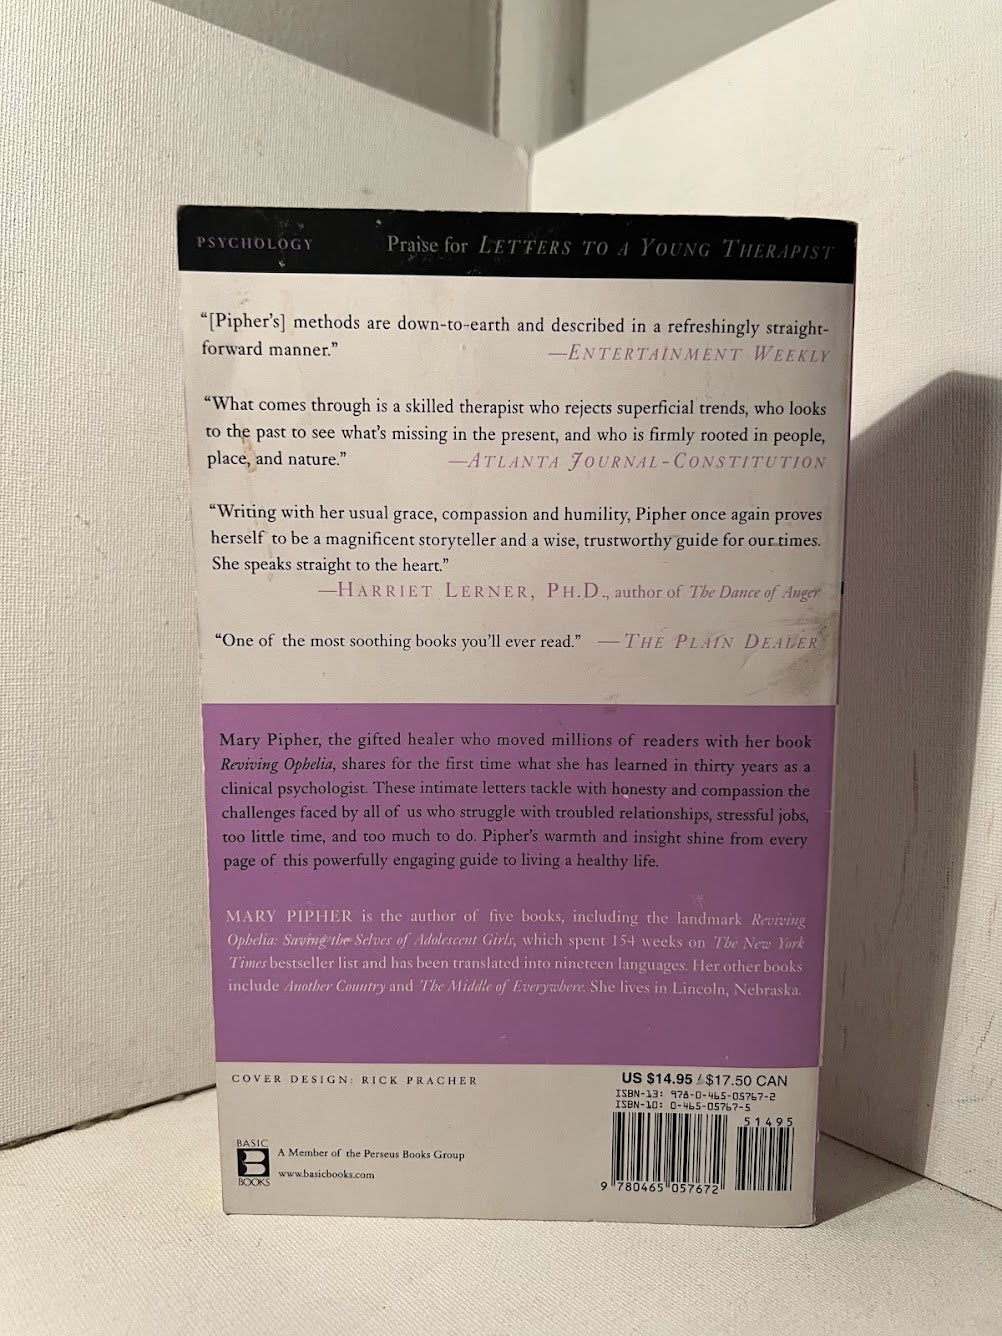 PSYCHOLOGY Praise for LETTERS TO A YOUNG THERAPIST
“[Pipher’s] methods are down-to-earth and described in a refreshingly straight-
forward manner.” —ENTERTAINMENT WEEKLY
“What comes through is a skilled therapist who rejects superficial trends, who looks
to the past to see what’s missing in the present, and who is firmly rooted in people,
place, and nature.” —ATLANTA JOURNAL-CONSTITUTION
“Writing with her usual grace, compassion and humility, Pipher once again proves
herself to be a magnificent storyteller and a wise, trustworthy guide for our times.
She speaks straight to the heart.”
—HARRIET LERNER, PH.D., author of The Dance of Anger
“One of the most soothing books you’ll ever read.” —THE PLAIN DEALER
Mary Pipher, the gifted healer who moved millions of readers with her book
Reviving Ophelia, shares for the first time what she has learned in thirty years as a
clinical psychologist. These intimate letters tackle with honesty and compassion the
challenges faced by all of us who struggle with troubled relationships, stressful jobs,
too little time, and too much to do. Pipher’s warmth and insight shine from every
page of this powerfully engaging guide to living a healthy life.
MARY PIPHER is the author of five books, including the landmark Reviving
Ophelia: Saving the Selves of Adolescent Girls, which spent 154 weeks on The New York
Times bestseller list and has been translated into nineteen languages. Her other books
include Another Country and The Middle of Everywhere. She lives in Lincoln, Nebraska.
COVER DESIGN: RICK PRACHER
US $14.95 / $17.50 CAN
ISBN-13: 978-0-465-05767-2
ISBN-10: 0-465-05767-5
51495
9 780465 057672
BASIC
BOOKS
A Member of the Perseus Books Group
www.basicbooks.com